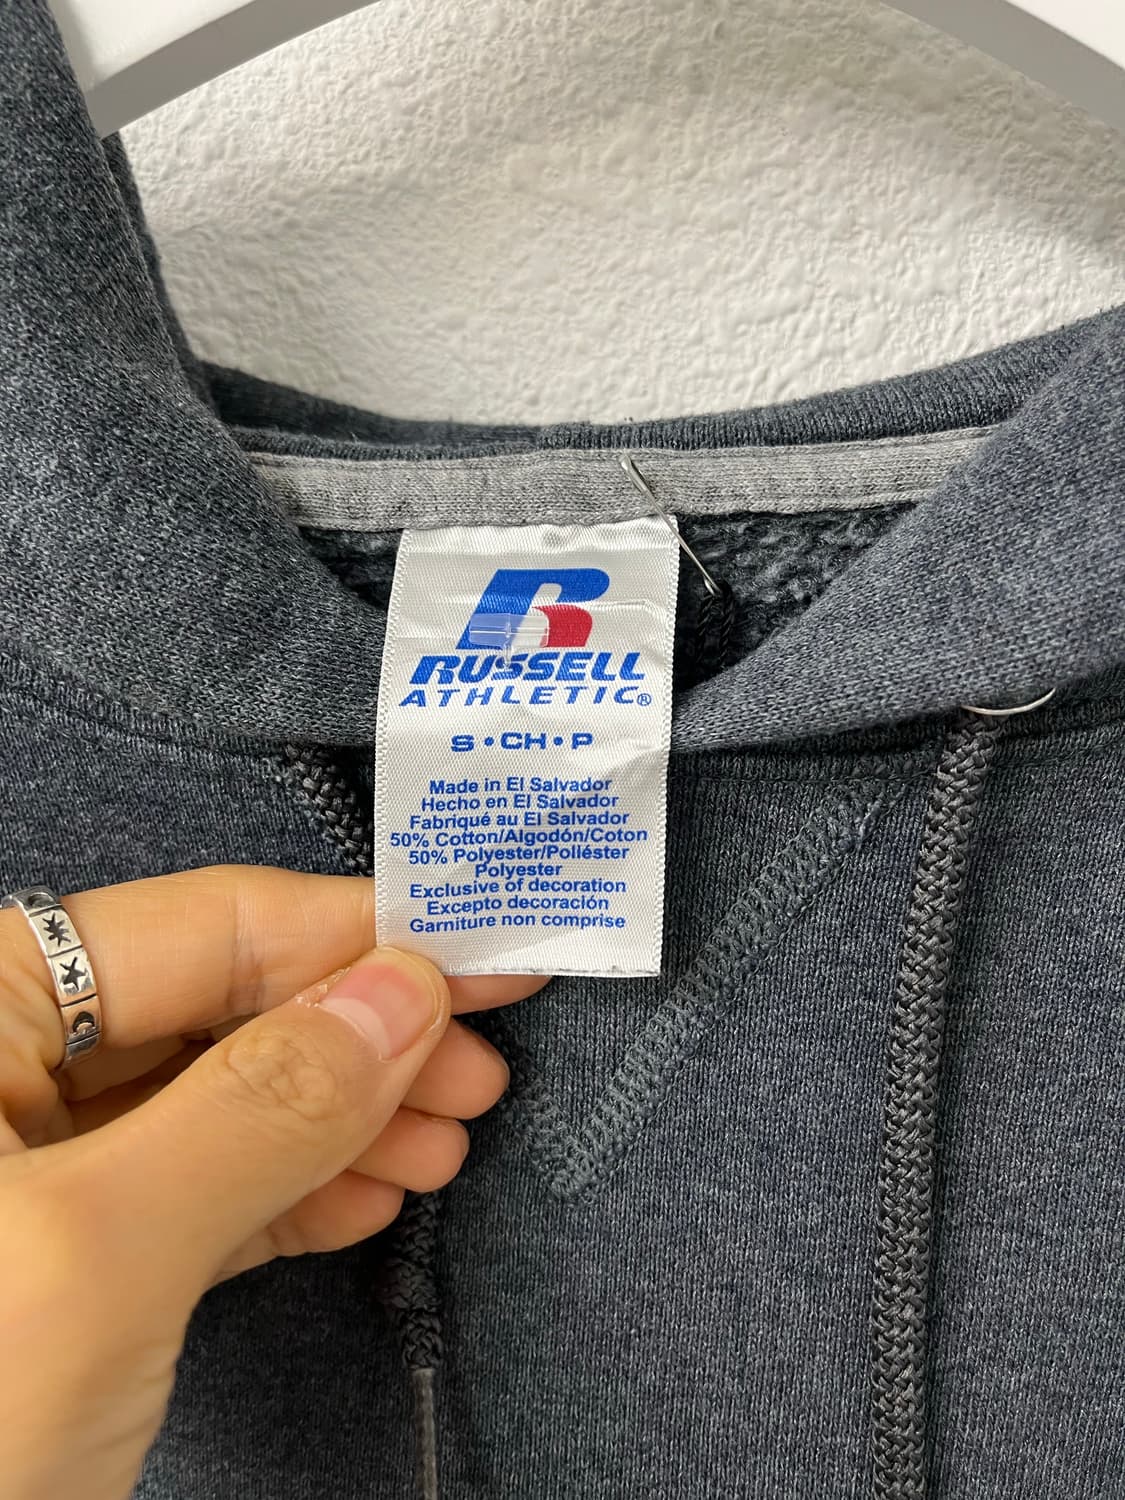 RUSSELL
ATHLETIC®
S•CH•P
Made in El Salvador
Hecho en El Salvador
Fabriqué au El Salvador
50% Cotton/Algodón/Coton
50% Polyester/Poliéster
Polyester
Exclusive of decoration
Excepto decoración
Garniture non comprise